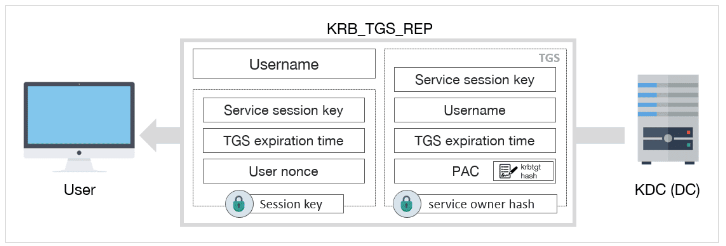 KRB_TGS_REP
Username
Service session key
TGS expiration time
User nonce
Session key
TGS
Service session key
Username
TGS expiration time
PAC
krbtgt
hash
service owner hash
User
KDC (DC)